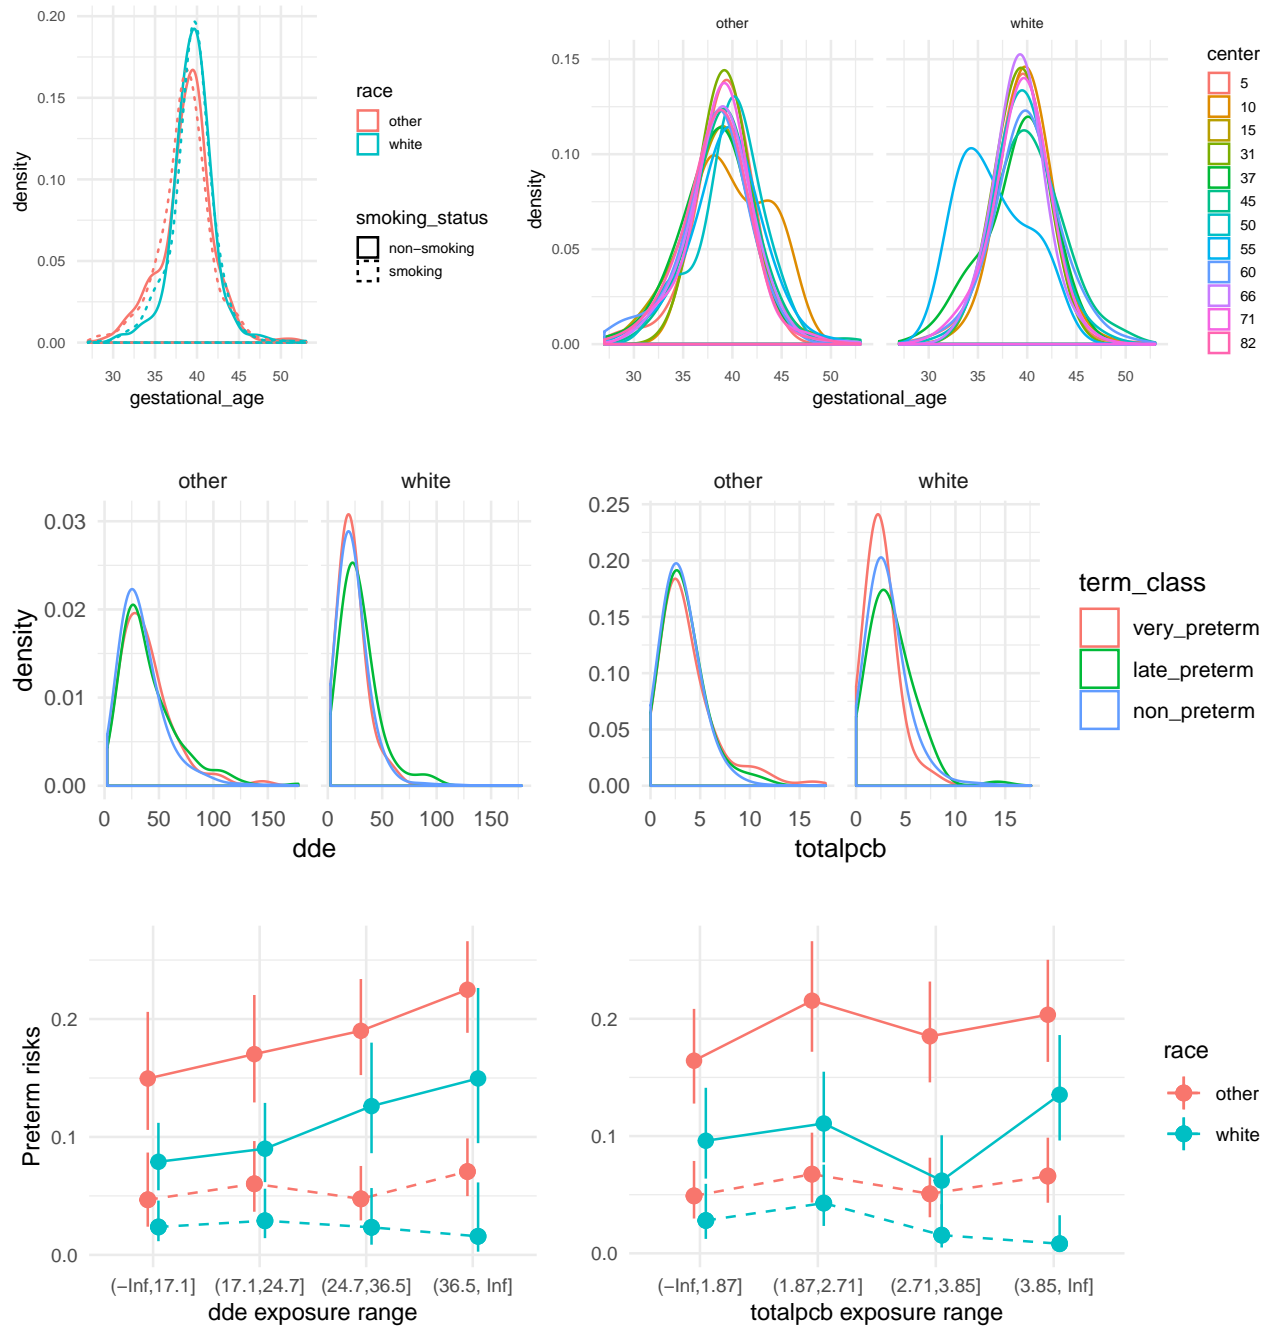 0.20
0.15
0.10
0.05
0.00
density
30 35 40 45 50
gestational_age
race
other
white
smoking_status
non−smoking
smoking
other white
0.15
0.10
0.05
0.00
density
30 35 40 45 50 30 35 40 45 50
gestational_age
center
5
10
15
31
37
45
50
55
60
66
71
82
other white
0.03
0.02
0.01
0.00
density
0 50 100 150 0 50 100 150
dde
other white
0.25
0.20
0.15
0.10
0.05
0.00
0 5 10 15 0 5 10 15
totalpcb
term_class
very_preterm
late_preterm
non_preterm
0.2
0.1
0.0
Preterm risks
(−Inf,17.1] (17.1,24.7] (24.7,36.5] (36.5, Inf]
dde exposure range
0.2
0.1
0.0
(−Inf,1.87] (1.87,2.71] (2.71,3.85] (3.85, Inf]
totalpcb exposure range
race
other
white